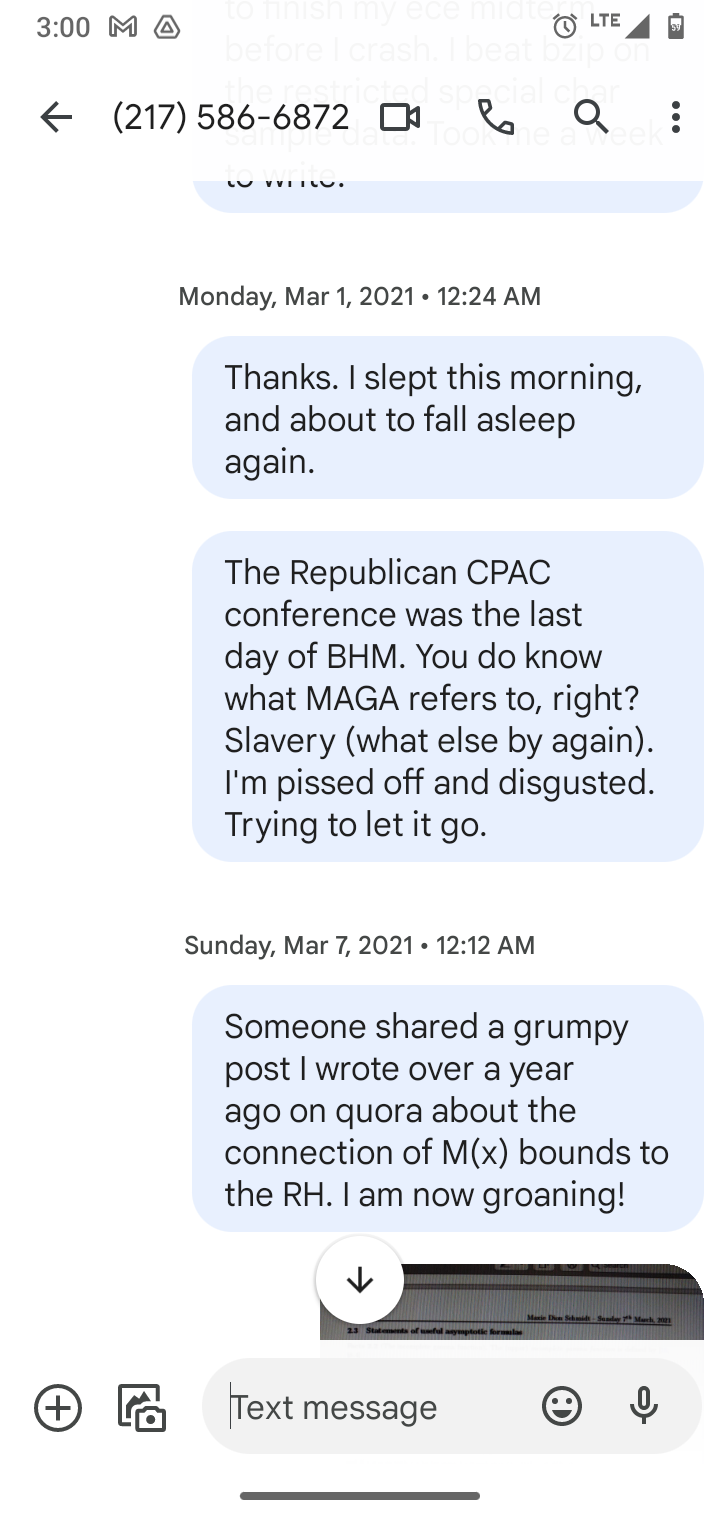 3:00
LTE
to finish my ece midterm
before I crash. I beat bzip on
the restricted special char
(217) 586-6872
sample data. Took me a week
to write.
Monday, Mar 1, 2021 • 12:24 AM
Thanks. I slept this morning,
and about to fall asleep
again.
The Republican CPAC
conference was the last
day of BHM. You do know
what MAGA refers to, right?
Slavery (what else by again).
I'm pissed off and disgusted.
Trying to let it go.
Sunday, Mar 7, 2021 • 12:12 AM
Someone shared a grumpy
post I wrote over a year
ago on quora about the
connection of M(x) bounds to
the RH. I am now groaning!
Maxie Dion Schmidt - Sunday 7th March, 2021
2.3 Statements of useful asymptotic formulas
Text message